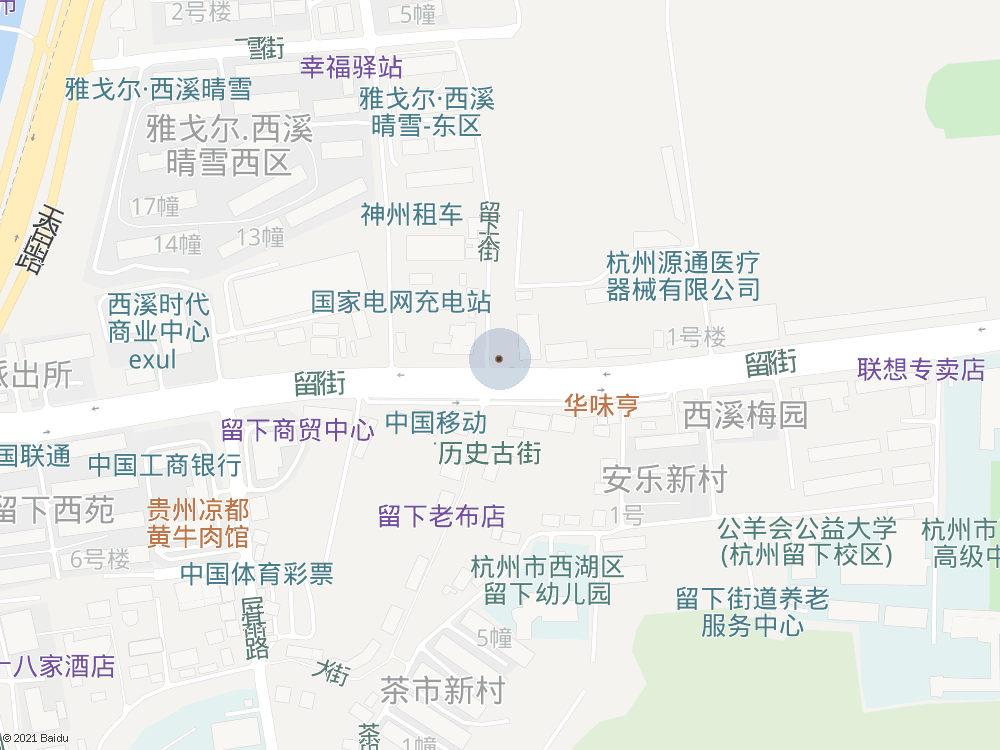 市
2号楼
5幢
雪街
幸福驿站
雅戈尔·西溪晴雪
雅戈尔·西溪
晴雪-东区
雅戈尔.西溪
晴雪西区
17幢
神州租车
留下街
14幢
13幢
杭州源通医疗
器械有限公司
西溪时代
商业中心
exul
国家电网充电站
1号楼
派出所
留街
留街
联想专卖店
华味亨
西溪梅园
留下商贸中心
中国移动
国联通
中国工商银行
历史古街
安乐新村
留下西苑
贵州凉都
黄牛肉馆
留下老布店
1号
公羊会公益大学
(杭州留下校区)
杭州市
高级中
6号楼
中国体育彩票
杭州市西湖区
留下幼儿园
留下街道养老
服务中心
5幢
十八家酒店
大街
茶市新村
茶市
1幢
© 2021 Baidu